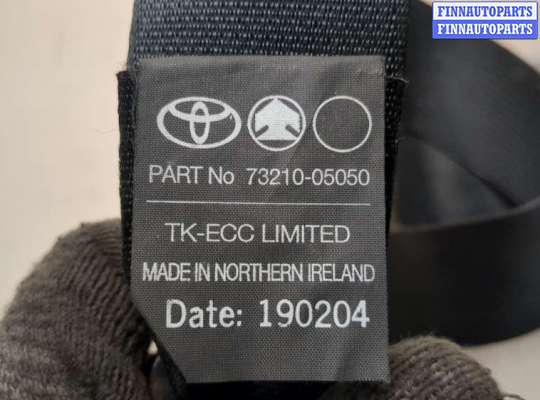 FINNAUTOPARTS
FINNAUTOPARTS
PART No 73210-05050
TK-ECC LIMITED
MADE IN NORTHERN IRELAND
Date: 190204